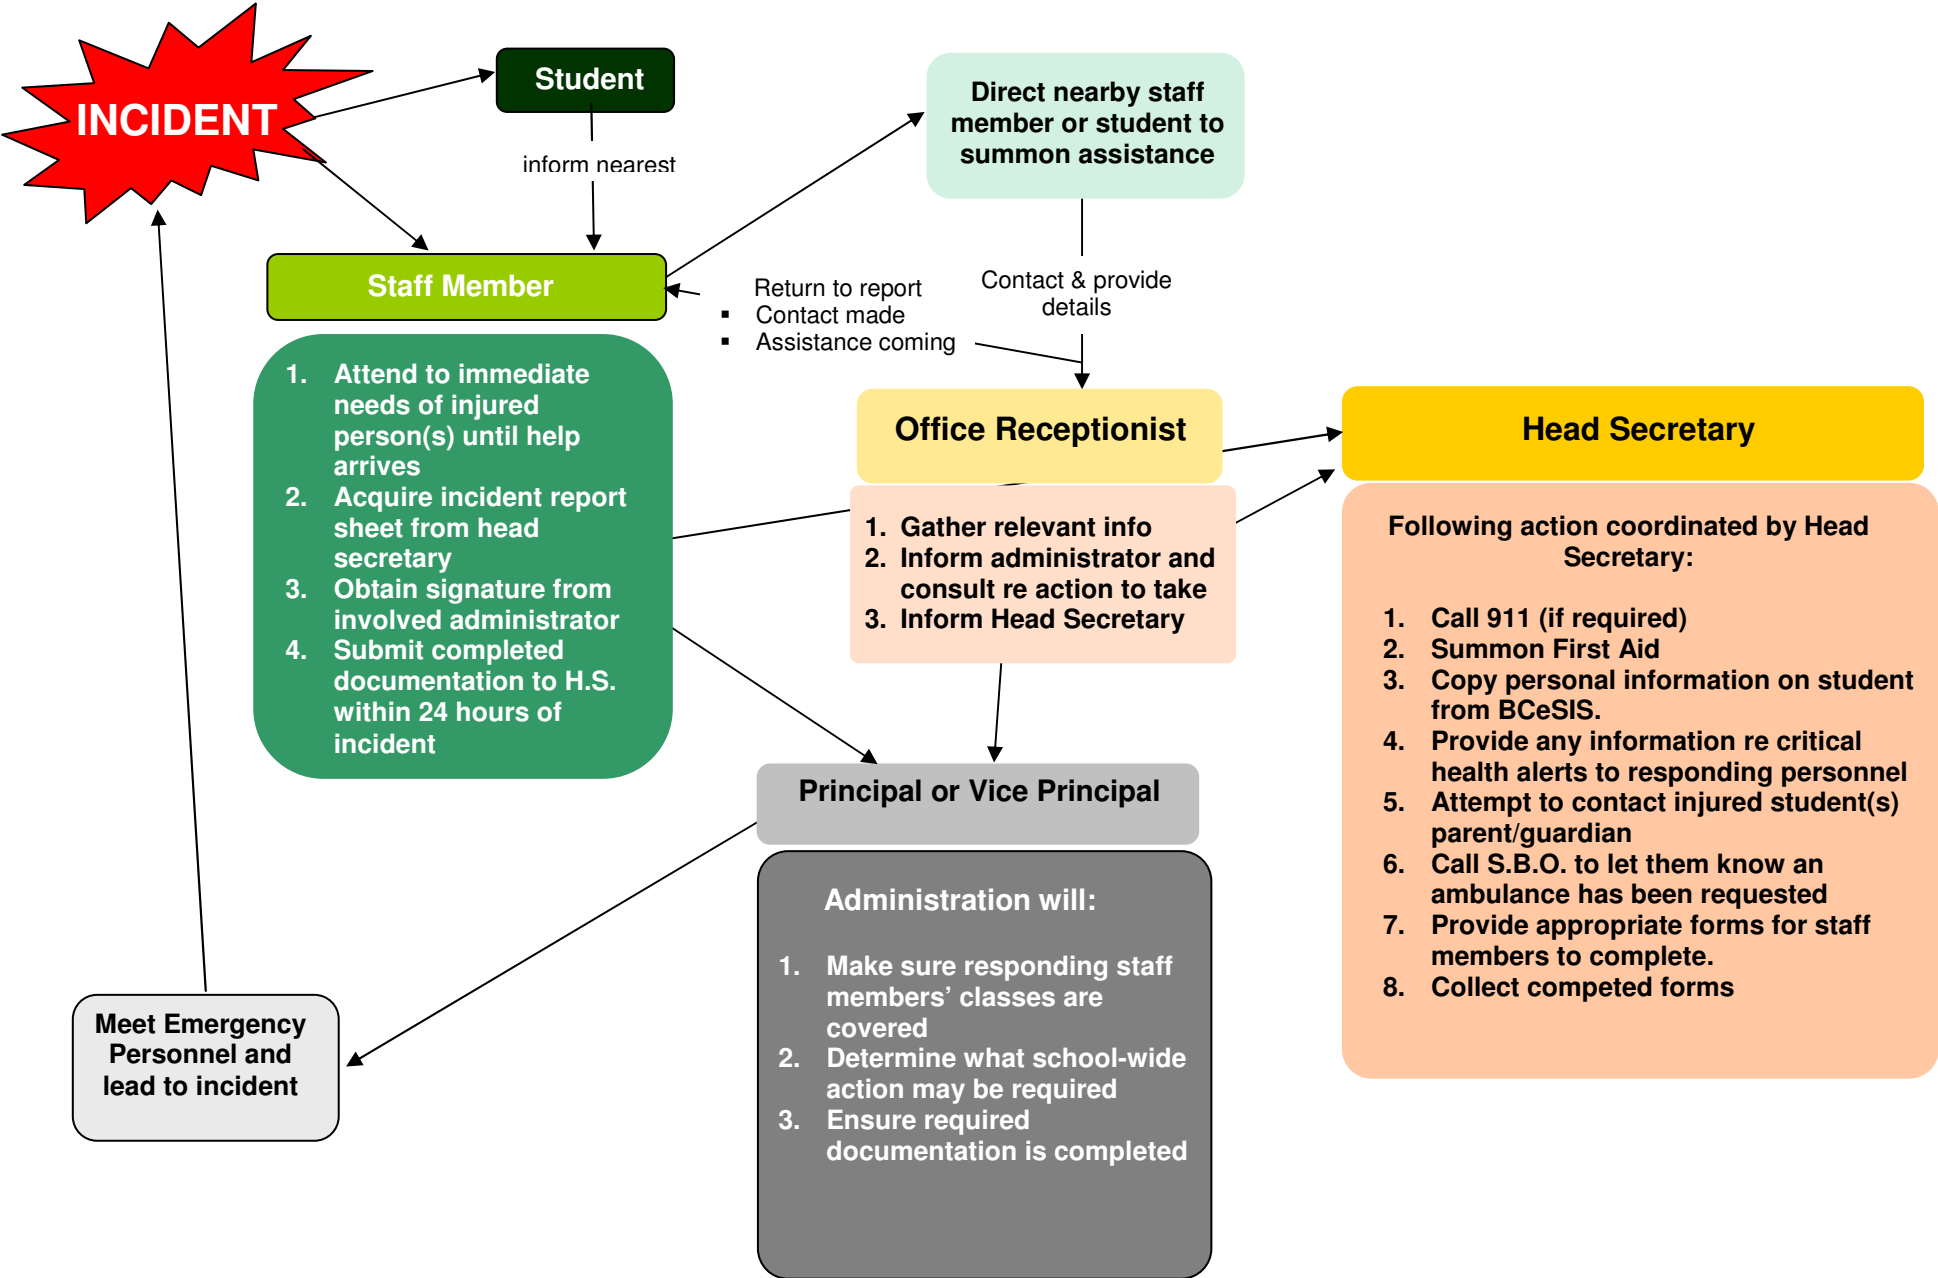 INCIDENT
Student
inform nearest
Direct nearby staff
member or student to
summon assistance
Staff Member
Return to report
▪ Contact made
▪ Assistance coming
Contact & provide
details
1. Attend to immediate
needs of injured
person(s) until help
arrives
2. Acquire incident report
sheet from head
secretary
3. Obtain signature from
involved administrator
4. Submit completed
documentation to H.S.
within 24 hours of
incident
Office Receptionist
1. Gather relevant info
2. Inform administrator and
consult re action to take
3. Inform Head Secretary
Head Secretary
Following action coordinated by Head
Secretary:
1. Call 911 (if required)
2. Summon First Aid
3. Copy personal information on student
from BCeSIS.
4. Provide any information re critical
health alerts to responding personnel
5. Attempt to contact injured student(s)
parent/guardian
6. Call S.B.O. to let them know an
ambulance has been requested
7. Provide appropriate forms for staff
members to complete.
8. Collect competed forms
Principal or Vice Principal
Administration will:
1. Make sure responding staff
members’ classes are
covered
2. Determine what school-wide
action may be required
3. Ensure required
documentation is completed
Meet Emergency
Personnel and
lead to incident